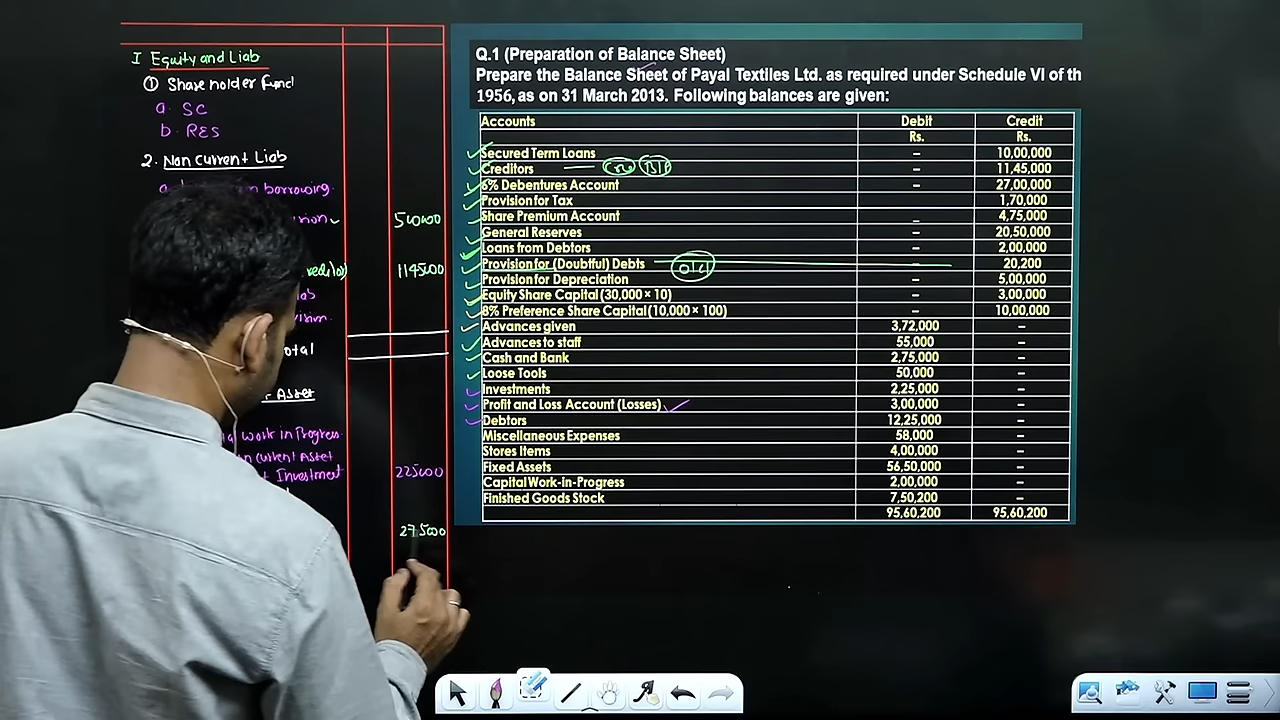 I Equity and Liab
① Shareholder Fund
a. SC
b. RES
2. Non Current Liab
borrowing.
500000
114500
otal
Asset
work in Progress.
n current Asset
Investment
225000
275000
Q.1 (Preparation of Balance Sheet)
Prepare the Balance Sheet of Payal Textiles Ltd. as required under Schedule VI of th
1956, as on 31 March 2013. Following balances are given:
Accounts Debit Credit
Rs. Rs.
Secured Term Loans – 10,00,000
Creditors – 11,45,000
6% Debentures Account – 27,00,000
Provision for Tax 1,70,000
Share Premium Account – 4,75,000
General Reserves – 20,50,000
Loans from Debtors – 2,00,000
Provision for (Doubtful) Debts old – 20,200
Provision for Depreciation – 5,00,000
Equity Share Capital (30,000 × 10) – 3,00,000
8% Preference Share Capital (10,000 × 100) – 10,00,000
Advances given 3,72,000 –
Advances to staff 55,000 –
Cash and Bank 2,75,000 –
Loose Tools 50,000 –
Investments 2,25,000 –
Profit and Loss Account (Losses) 3,00,000 –
Debtors 12,25,000 –
Miscellaneous Expenses 58,000 –
Stores Items 4,00,000 –
Fixed Assets 56,50,000 –
Capital Work-in-Progress 2,00,000 –
Finished Goods Stock 7,50,200 –
95,60,200 95,60,200